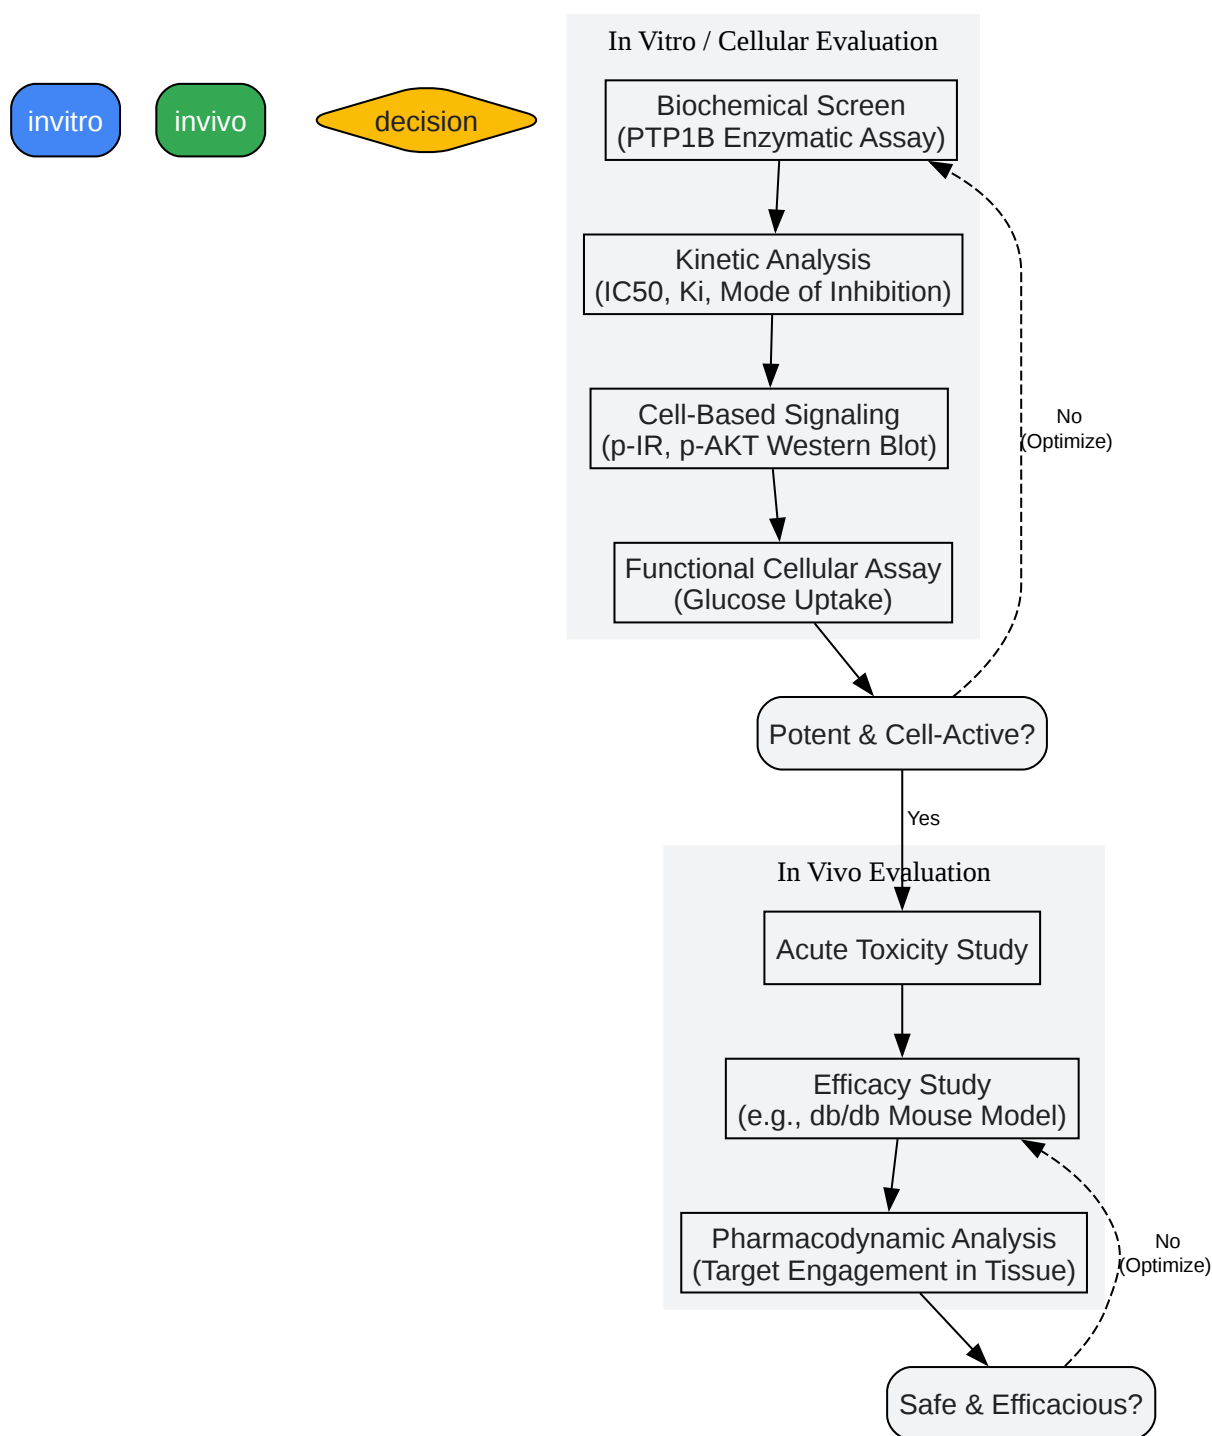 invitro
invivo
decision
In Vitro / Cellular Evaluation
Biochemical Screen
(PTP1B Enzymatic Assay)
Kinetic Analysis
(IC50, Ki, Mode of Inhibition)
Cell-Based Signaling
(p-IR, p-AKT Western Blot)
No
(Optimize)
Functional Cellular Assay
(Glucose Uptake)
Potent & Cell-Active?
Yes
In Vivo Evaluation
Acute Toxicity Study
Efficacy Study
(e.g., db/db Mouse Model)
Pharmacodynamic Analysis
(Target Engagement in Tissue)
No
(Optimize)
Safe & Efficacious?